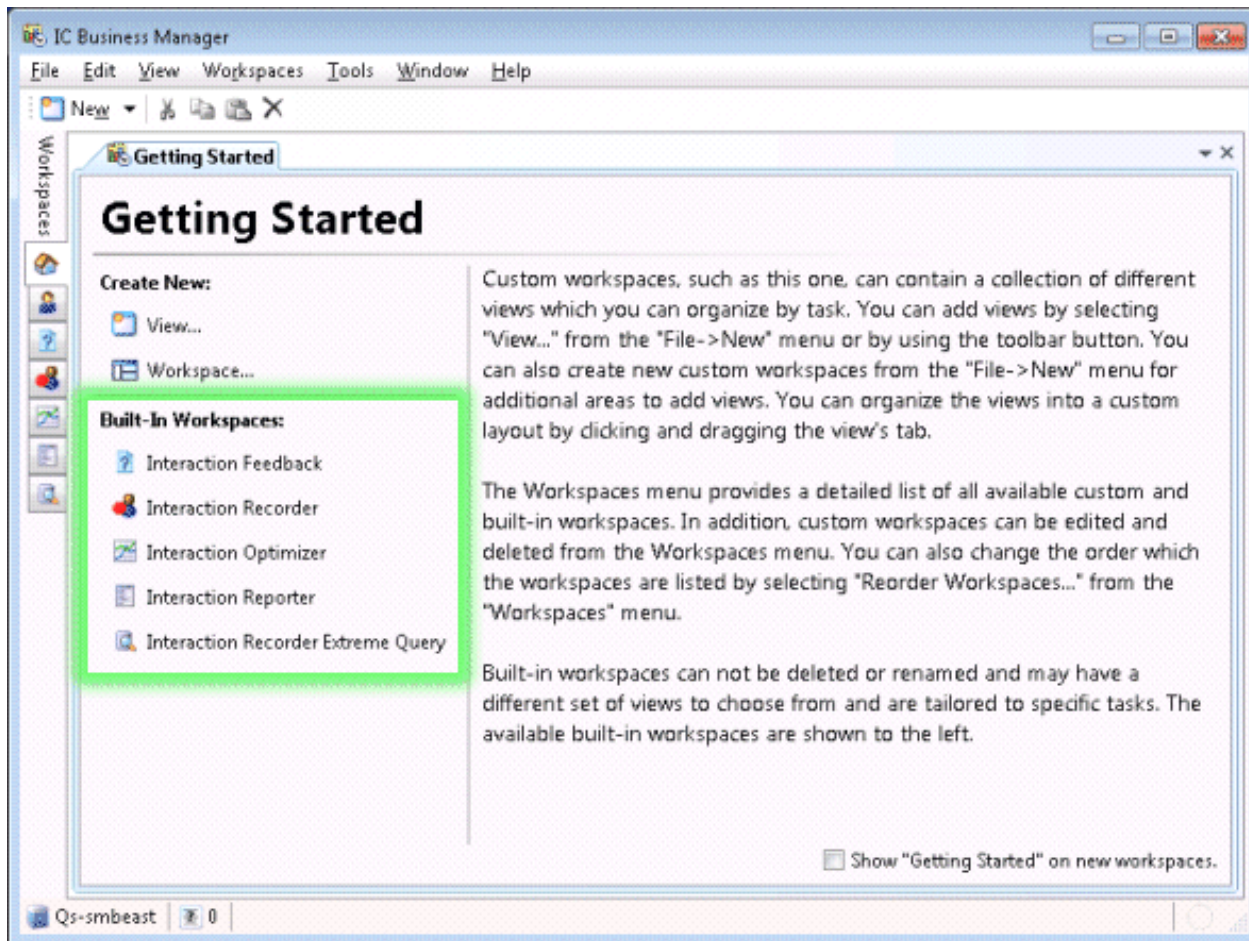 IC Business Manager
File Edit View Workspaces Tools Window Help
New
Workspaces
Getting Started
Getting Started
Create New:
View...
Workspace...
Built-In Workspaces:
Interaction Feedback
Interaction Recorder
Interaction Optimizer
Interaction Reporter
Interaction Recorder Extreme Query
Custom workspaces, such as this one, can contain a collection of different
views which you can organize by task. You can add views by selecting
"View..." from the "File->New" menu or by using the toolbar button. You
can also create new custom workspaces from the "File->New" menu for
additional areas to add views. You can organize the views into a custom
layout by clicking and dragging the view's tab.
The Workspaces menu provides a detailed list of all available custom and
built-in workspaces. In addition, custom workspaces can be edited and
deleted from the Workspaces menu. You can also change the order which
the workspaces are listed by selecting "Reorder Workspaces..." from the
"Workspaces" menu.
Built-in workspaces can not be deleted or renamed and may have a
different set of views to choose from and are tailored to specific tasks. The
available built-in workspaces are shown to the left.
Show "Getting Started" on new workspaces.
Qs-smbeast 0